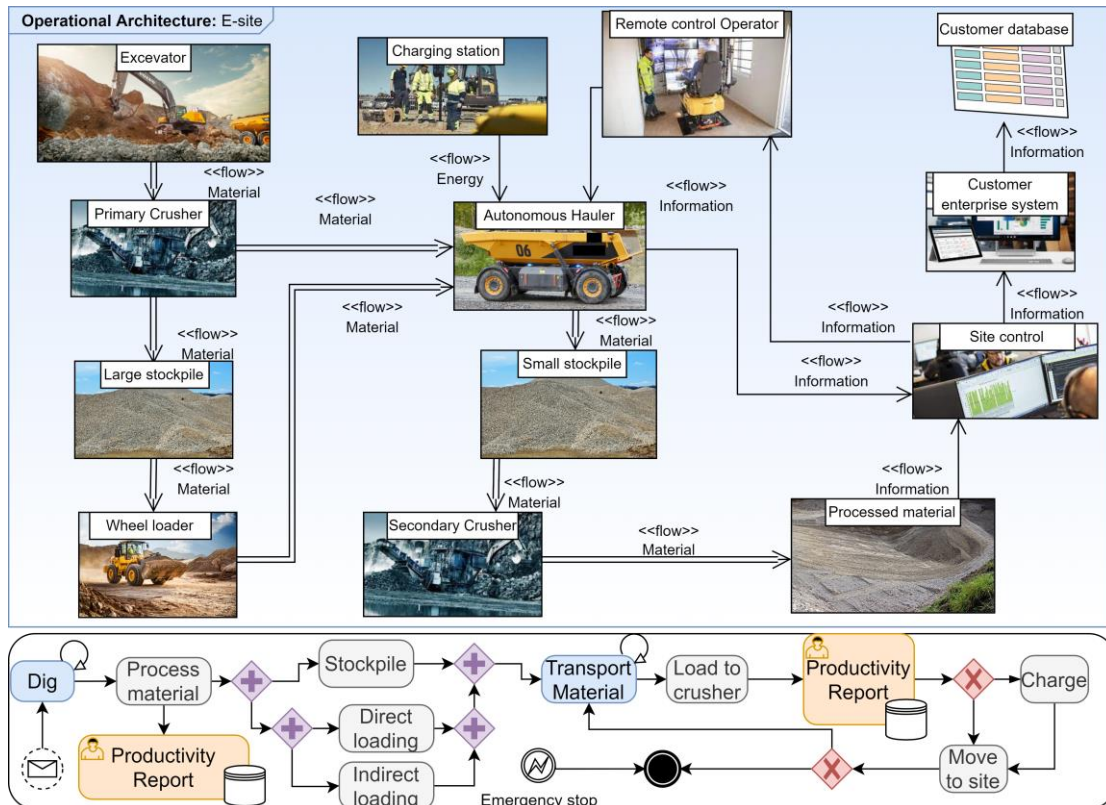 Operational Architecture: E-site
Excevator
Charging station
Remote control Operator
Customer database
<<flow>>
Material
<<flow>>
Energy
<<flow>>
Information
<<flow>>
Information
Primary Crusher
<<flow>>
Material
Autonomous Hauler
06
Customer
enterprise system
<<flow>>
Material
<<flow>>
Material
<<flow>>
Material
<<flow>>
Information
<<flow>>
Information
Large stockpile
Small stockpile
Site control
<<flow>>
Information
<<flow>>
Material
<<flow>>
Material
<<flow>>
Information
Wheel loader
Secondary Crusher
<<flow>>
Material
Processed material
Dig
Process
material
Stockpile
Transport
Material
Load to
crusher
Productivity
Report
Charge
Productivity
Report
Direct
loading
Indirect
loading
Move
to site
Emergency stop